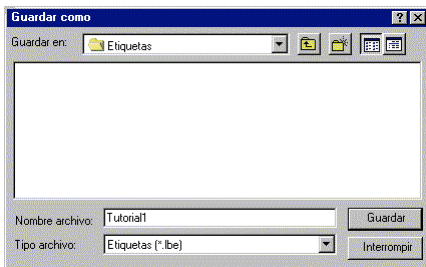 Guardar como
Guardar en: Etiquetas
Nombre archivo: Tutorial1 Guardar
Tipo archivo: Etiquetas (*.lbe) Interrompir